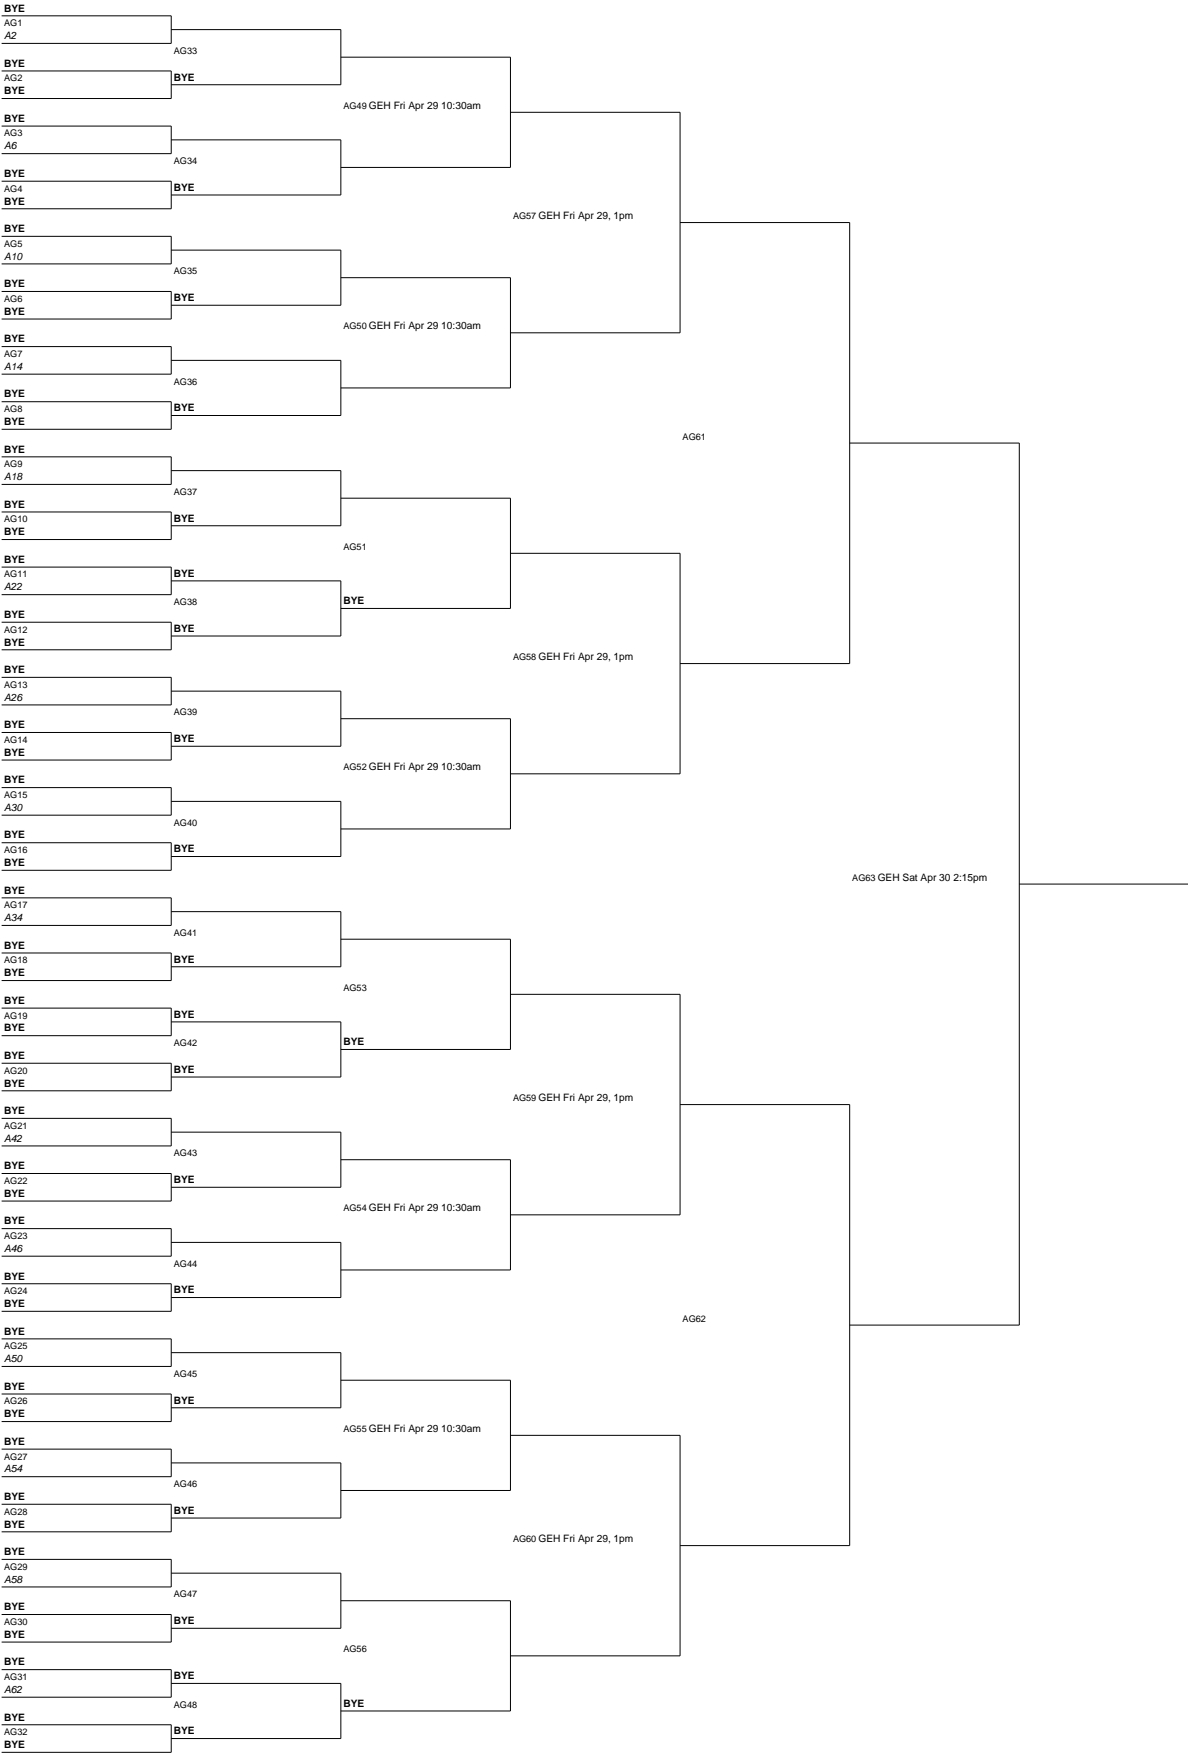 BYE
AG1
A2
AG33
BYE
AG2
BYE
BYE
AG49 GEH Fri Apr 29 10:30am
BYE
AG3
A6
AG34
BYE
AG4
BYE
BYE
AG57 GEH Fri Apr 29, 1pm
BYE
AG5
A10
AG35
BYE
AG6
BYE
BYE
AG50 GEH Fri Apr 29 10:30am
BYE
AG7
A14
AG36
BYE
AG8
BYE
BYE
AG61
BYE
AG9
A18
AG37
BYE
AG10
BYE
BYE
AG51
BYE
AG11
BYE
A22
AG38
BYE
BYE
AG12
BYE
BYE
AG58 GEH Fri Apr 29, 1pm
BYE
AG13
A26
AG39
BYE
AG14
BYE
BYE
AG52 GEH Fri Apr 29 10:30am
BYE
AG15
A30
AG40
BYE
AG16
BYE
BYE
AG63 GEH Sat Apr 30 2:15pm
BYE
AG17
A34
AG41
BYE
AG18
BYE
BYE
AG53
BYE
AG19
BYE
BYE
AG42
BYE
BYE
AG20
BYE
BYE
AG59 GEH Fri Apr 29, 1pm
BYE
AG21
A42
AG43
BYE
AG22
BYE
BYE
AG54 GEH Fri Apr 29 10:30am
BYE
AG23
A46
AG44
BYE
AG24
BYE
BYE
AG62
BYE
AG25
A50
AG45
BYE
AG26
BYE
BYE
AG55 GEH Fri Apr 29 10:30am
BYE
AG27
A54
AG46
BYE
AG28
BYE
BYE
AG60 GEH Fri Apr 29, 1pm
BYE
AG29
A58
AG47
BYE
AG30
BYE
BYE
AG56
BYE
AG31
BYE
A62
AG48
BYE
BYE
AG32
BYE
BYE